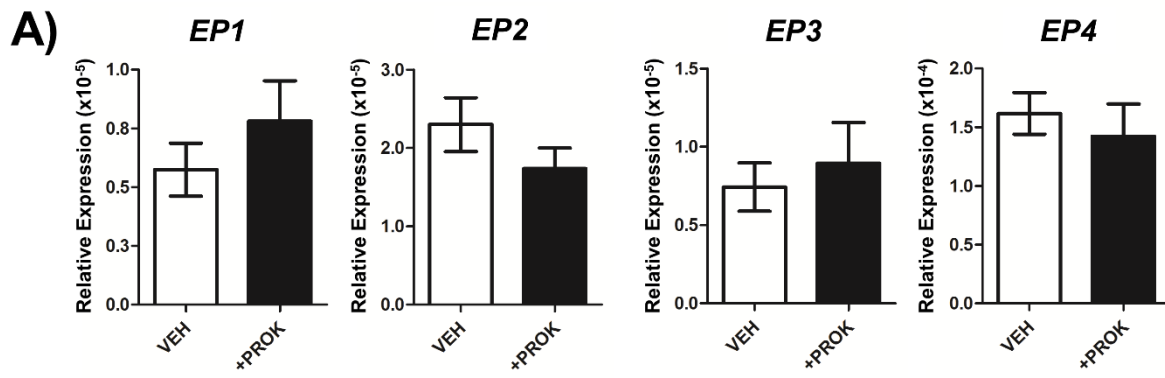 A)
EP1
Relative Expression (x10-5)
1.0
0.8
0.5
0.3
0.0
VEH
+PROK
EP2
Relative Expression (x10-5)
3.0
2.0
1.0
0.0
VEH
+PROK
EP3
Relative Expression (x10-5)
1.5
1.0
0.5
0.0
VEH
+PROK
EP4
Relative Expression (x10-4)
2.0
1.5
1.0
0.5
0.0
VEH
+PROK